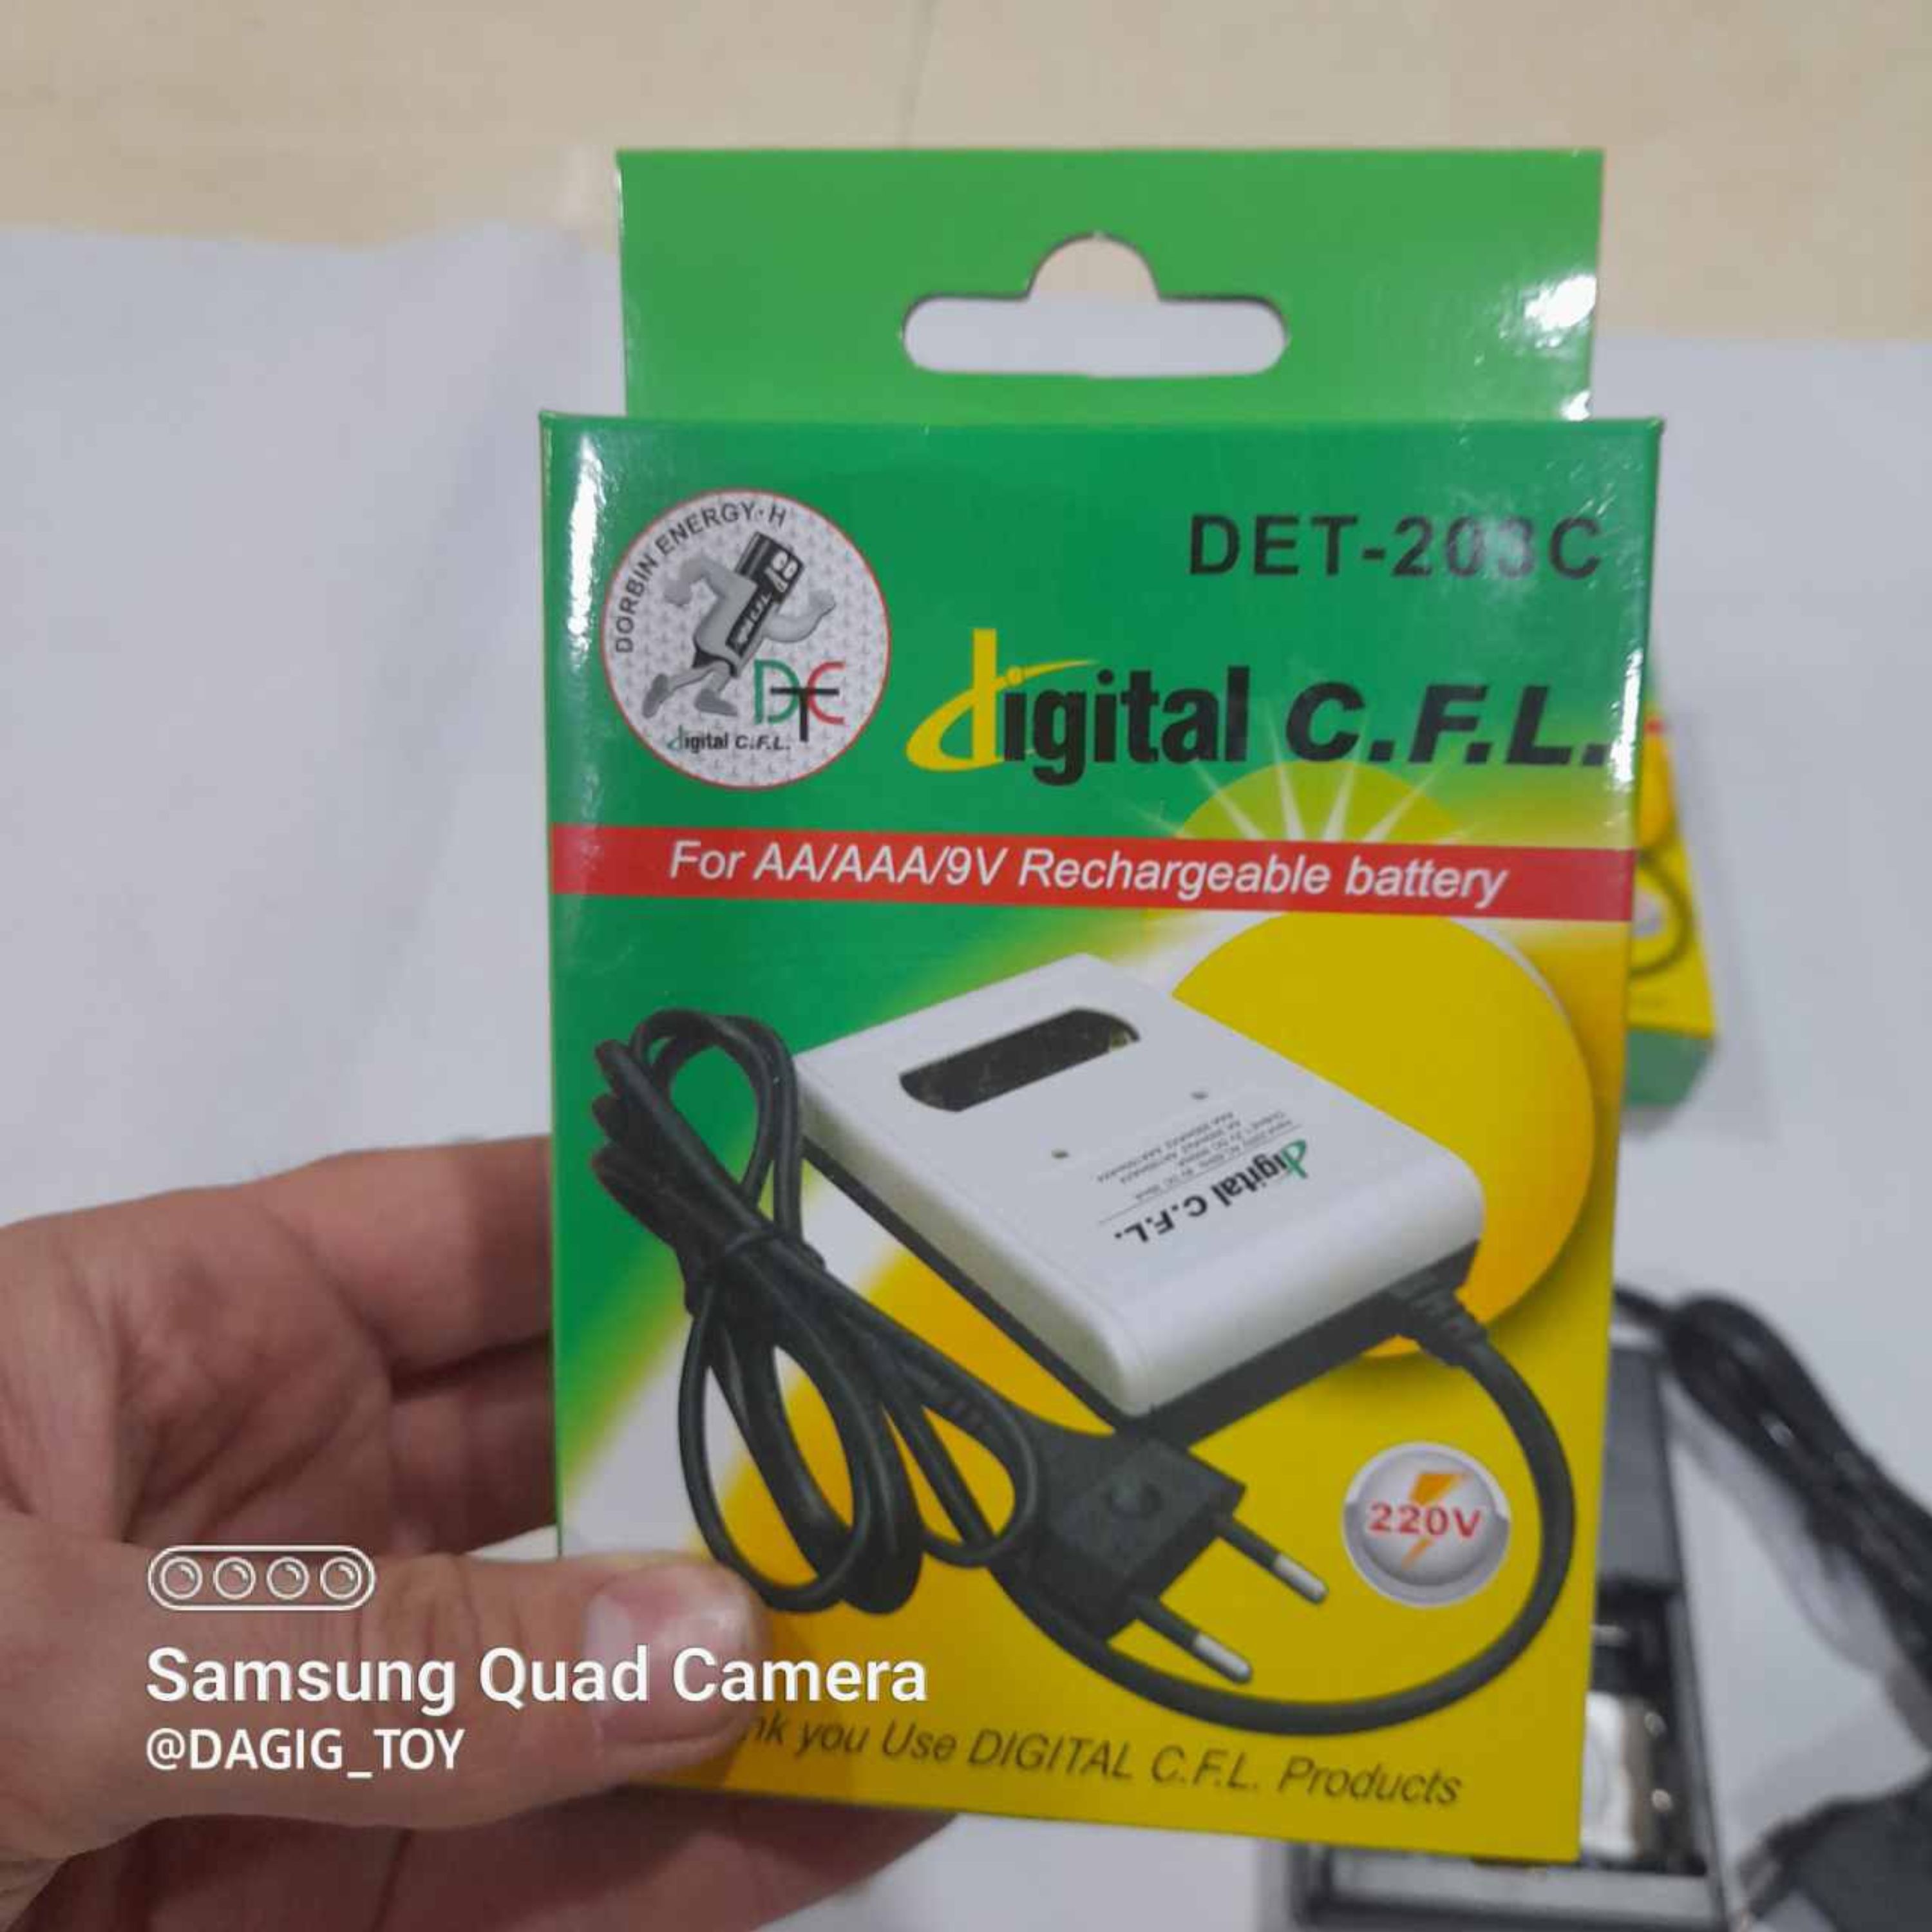 DORBIN ENERGY·H
DTE
digital C.F.L.
DET-203C
digital C.F.L.
For AA/AAA/9V Rechargeable battery
digital C.F.L.
220V
you Use DIGITAL C.F.L. Products
Samsung Quad Camera
@DAGIG_TOY